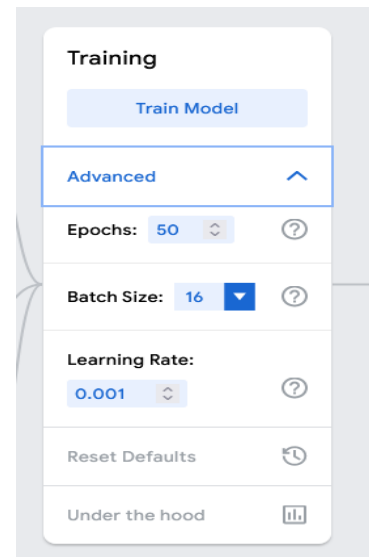 Training
Train Model
Advanced
Epochs: 50
Batch Size: 16
Learning Rate:
0.001
Reset Defaults
Under the hood